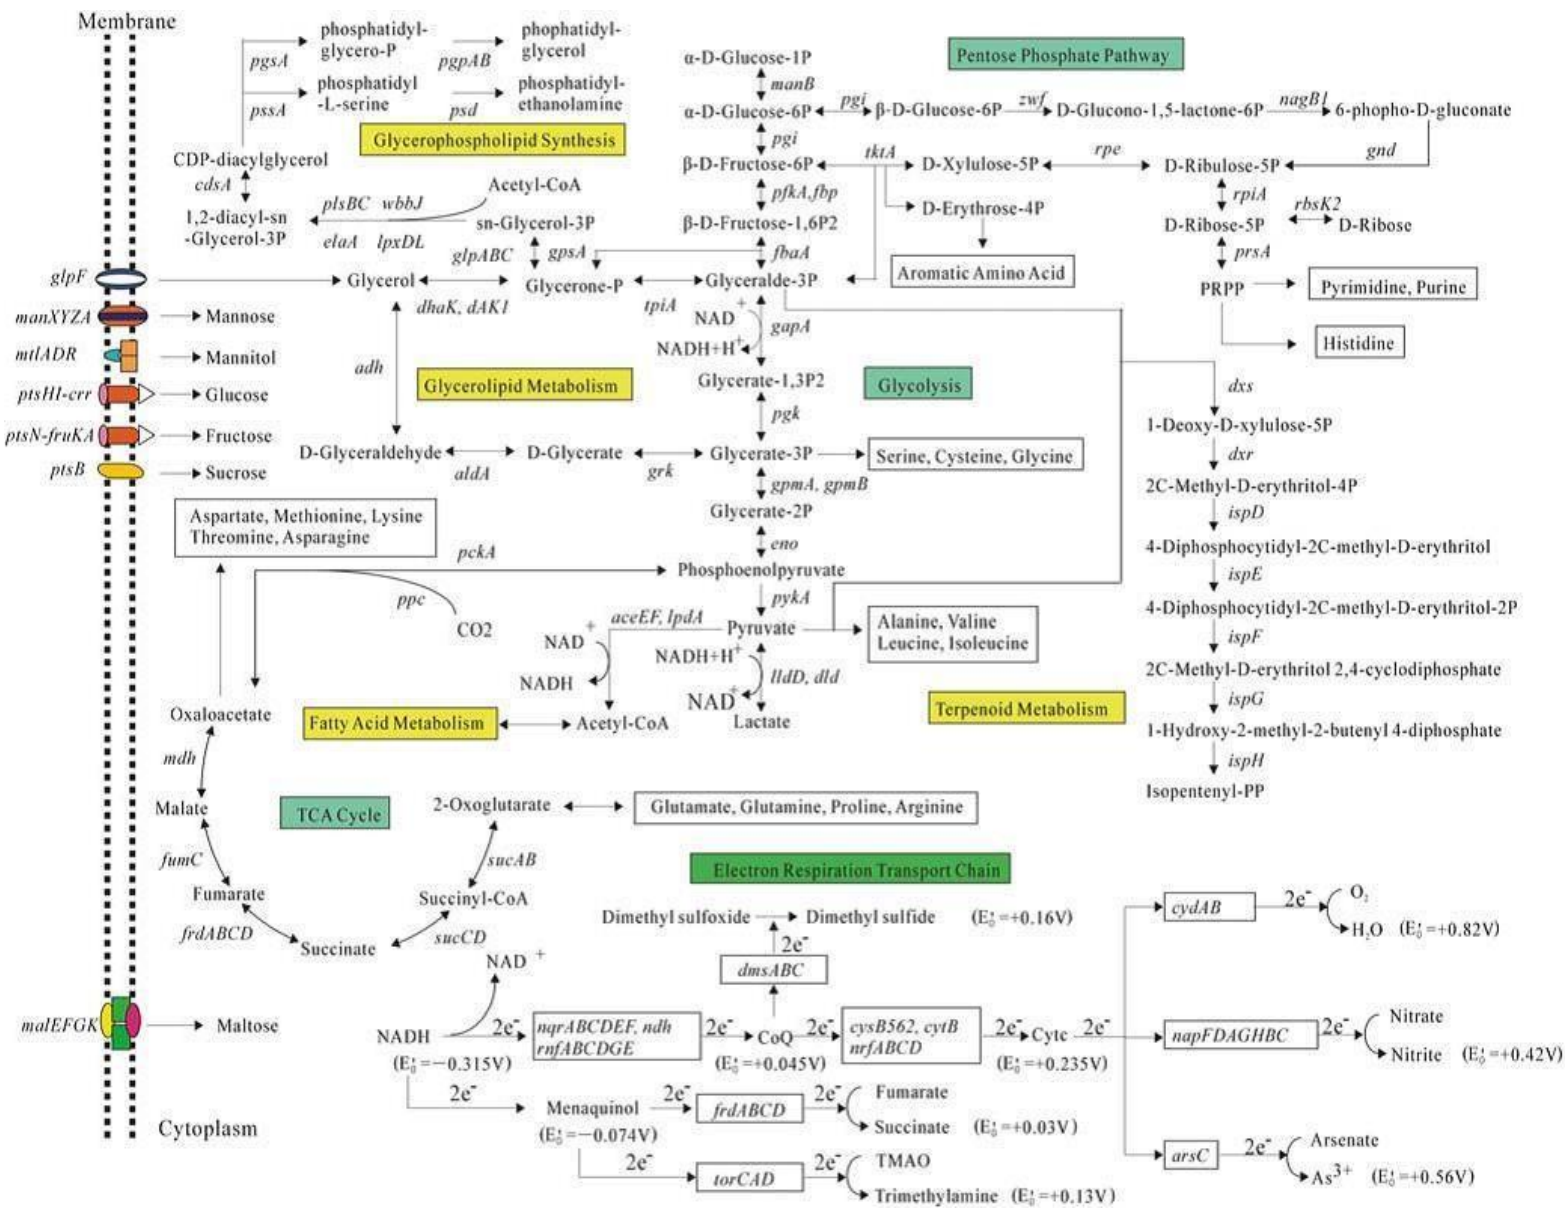 Membrane
phosphatidyl-
glycero-P
phophatidyl-
glycerol
pgsA
pgpAB
phosphatidyl
-L-serine
phosphatidyl-
ethanolamine
pssA
psd
Glycerophospholipid Synthesis
CDP-diacylglycerol
cdsA
1,2-diacyl-sn
-Glycerol-3P
plsBC wbbJ
elaA lpxDL
Acetyl-CoA
sn-Glycerol-3P
glpABC
gpsA
α-D-Glucose-1P
manB
α-D-Glucose-6P
pgi
β-D-Glucose-6P
zwf
D-Glucono-1,5-lactone-6P
nagB1
6-phopho-D-gluconate
Pentose Phosphate Pathway
pgi
β-D-Fructose-6P
tktA
D-Xylulose-5P
rpe
D-Ribulose-5P
gnd
pfkA,fbp
D-Erythrose-4P
rpiA
β-D-Fructose-1,6P2
D-Ribose-5P
rbsK2
D-Ribose
fbaA
prsA
Aromatic Amino Acid
glpF
Glycerol
dhaK, dAK1
Glycerone-P
tpiA
Glyceralde-3P
PRPP
Pyrimidine, Purine
Histidine
manXYZA
Mannose
mtlADR
Mannitol
ptsHI-crr
Glucose
ptsN-fruKA
Fructose
ptsB
Sucrose
adh
NAD+
gapA
NADH+H+
Glycerolipid Metabolism
Glycerate-1,3P2
Glycolysis
pgk
dxs
D-Glyceraldehyde
aldA
D-Glycerate
grk
Glycerate-3P
Serine, Cysteine, Glycine
1-Deoxy-D-xylulose-5P
dxr
gpmA, gpmB
2C-Methyl-D-erythritol-4P
Glycerate-2P
ispD
Aspartate, Methionine, Lysine
Threomine, Asparagine
eno
4-Diphosphocytidyl-2C-methyl-D-erythritol
pckA
Phosphoenolpyruvate
ispE
ppc
pykA
4-Diphosphocytidyl-2C-methyl-D-erythritol-2P
CO2
aceEF, lpdA
Pyruvate
Alanine, Valine
Leucine, Isoleucine
ispF
NAD+
NADH
NADH+H+
lldD, dld
NAD+
2C-Methyl-D-erythritol 2,4-cyclodiphosphate
ispG
Oxaloacetate
Fatty Acid Metabolism
Acetyl-CoA
Lactate
Terpenoid Metabolism
1-Hydroxy-2-methyl-2-butenyl 4-diphosphate
mdh
ispH
Isopentenyl-PP
Malate
TCA Cycle
2-Oxoglutarate
Glutamate, Glutamine, Proline, Arginine
fumC
sucAB
Electron Respiration Transport Chain
Fumarate
Succinyl-CoA
frdABCD
Succinate
sucCD
Dimethyl sulfoxide
Dimethyl sulfide
(E0'=+0.16V)
2e-
dmsABC
cydAB
2e-
O2
H2O (E0'=+0.82V)
NAD+
malEFGK
Maltose
NADH
(E0'=−0.315V)
2e-
nqrABCDEF, ndh
rnfABCDGE
2e-
CoQ
(E0'=+0.045V)
2e-
cysB562, cytB
nrfABCD
2e-
Cytc
(E0'=+0.235V)
2e-
napFDAGHBC
2e-
Nitrate
Nitrite (E0'=+0.42V)
2e-
Menaquinol
(E0'=−0.074V)
2e-
frdABCD
2e-
Fumarate
Succinate (E0'=+0.03V)
Cytoplasm
2e-
torCAD
2e-
TMAO
Trimethylamine (E0'=+0.13V)
arsC
2e-
Arsenate
As3+ (E0'=+0.56V)